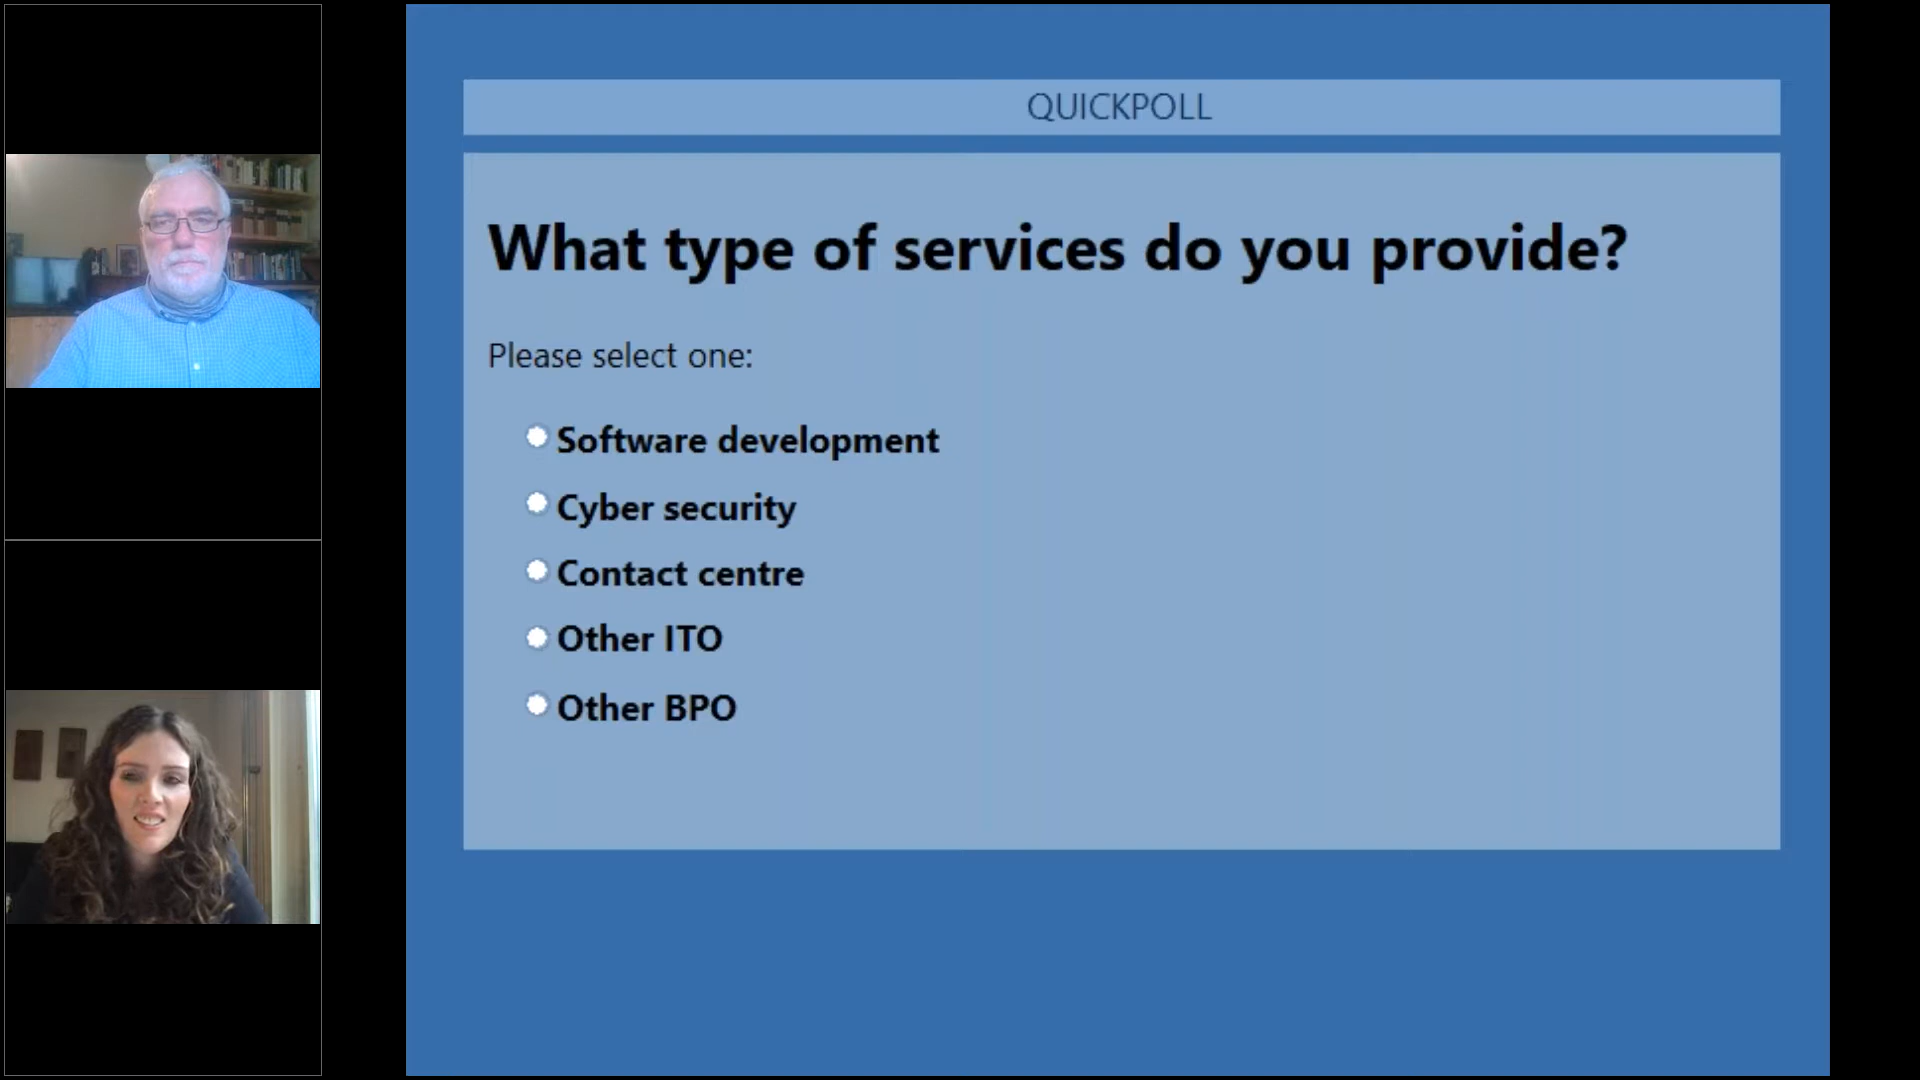 QUICKPOLL
What type of services do you provide?
Please select one:
Software development
Cyber security
Contact centre
Other ITO
Other BPO